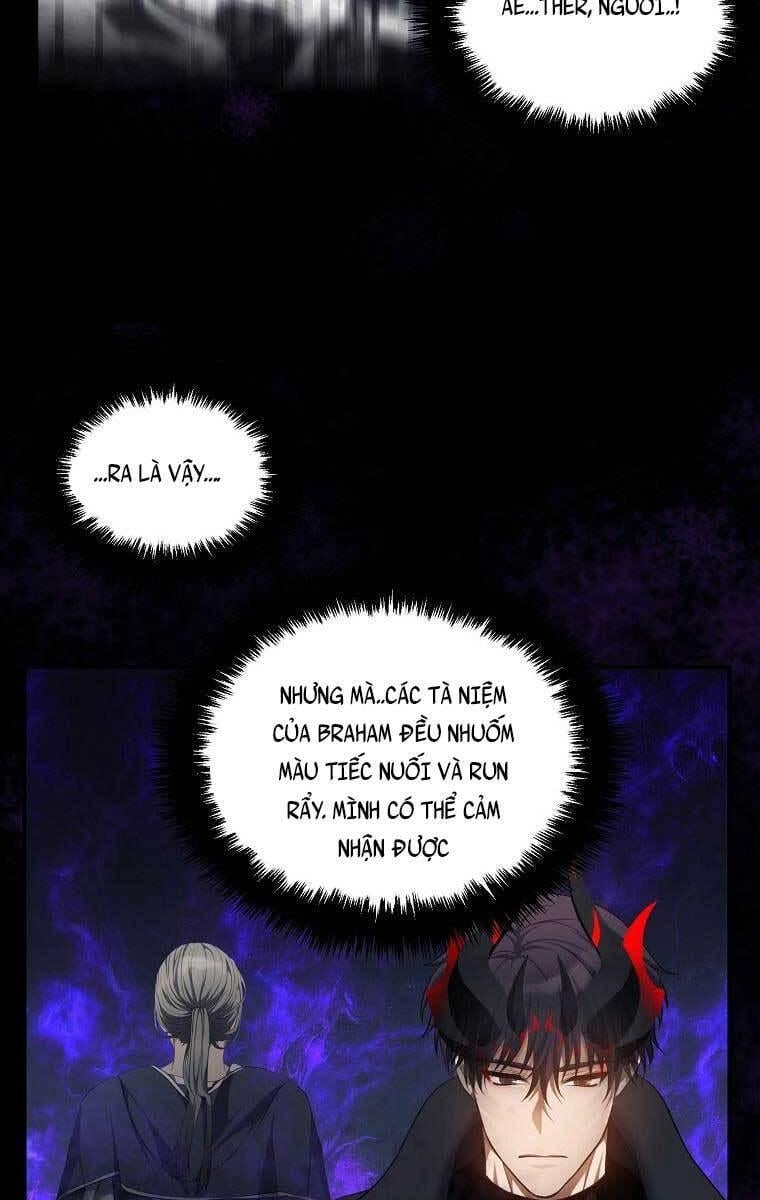 AE...THER, NGƯƠI..!
...RA LÀ VẬY....
NHƯNG MÀ..CÁC TÀ NIỆM
CỦA BRAHAM ĐỀU NHUỐM
MÀU TIẾC NUỐI VÀ RUN
RẨY. MÌNH CÓ THỂ CẢM
NHẬN ĐƯỢC